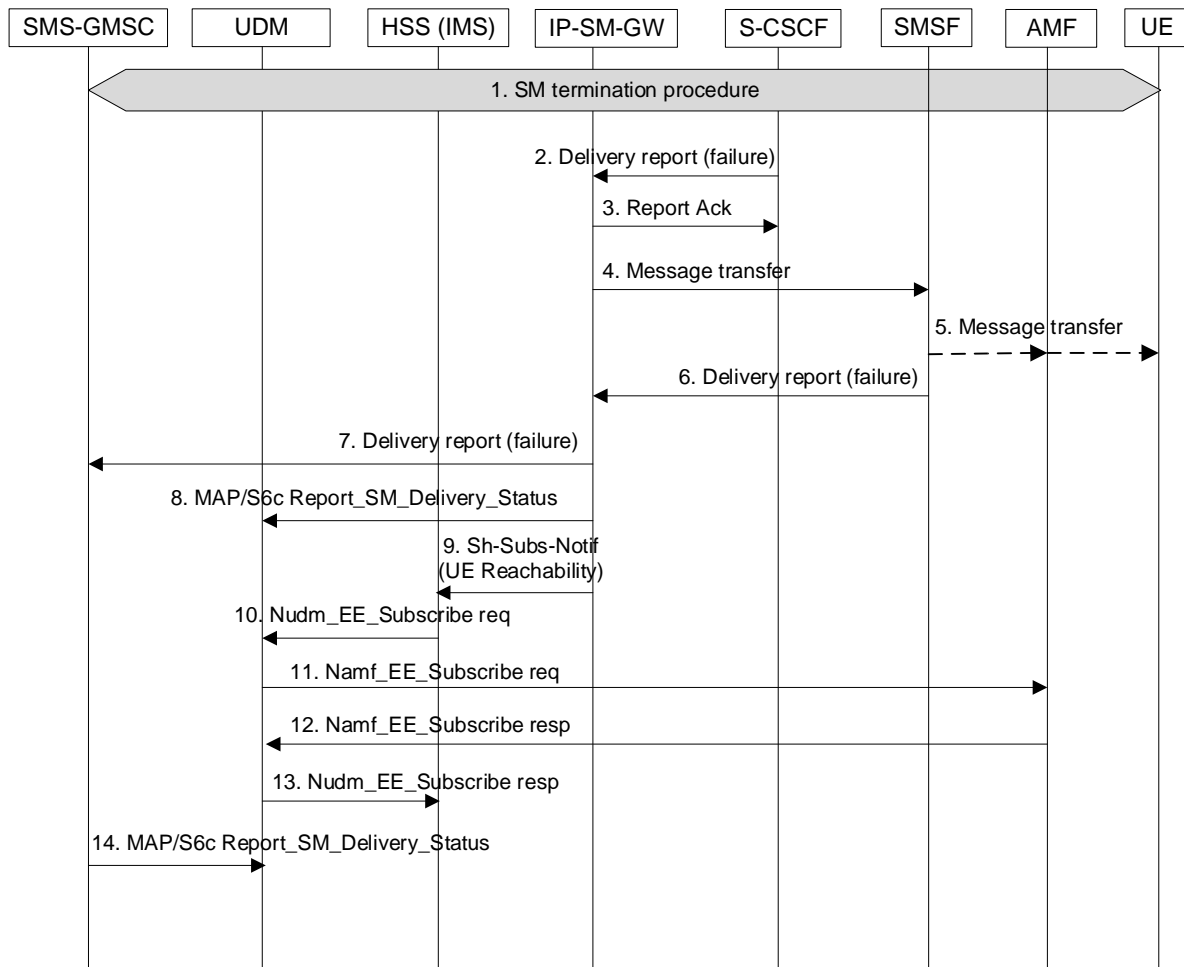 SMS-GMSC UDM HSS (IMS) IP-SM-GW S-CSCF SMSF AMF UE
1. SM termination procedure
2. Delivery report (failure)
3. Report Ack
4. Message transfer
5. Message transfer
6. Delivery report (failure)
7. Delivery report (failure)
8. MAP/S6c Report_SM_Delivery_Status
9. Sh-Subs-Notif
(UE Reachability)
10. Nudm_EE_Subscribe req
11. Namf_EE_Subscribe req
12. Namf_EE_Subscribe resp
13. Nudm_EE_Subscribe resp
14. MAP/S6c Report_SM_Delivery_Status